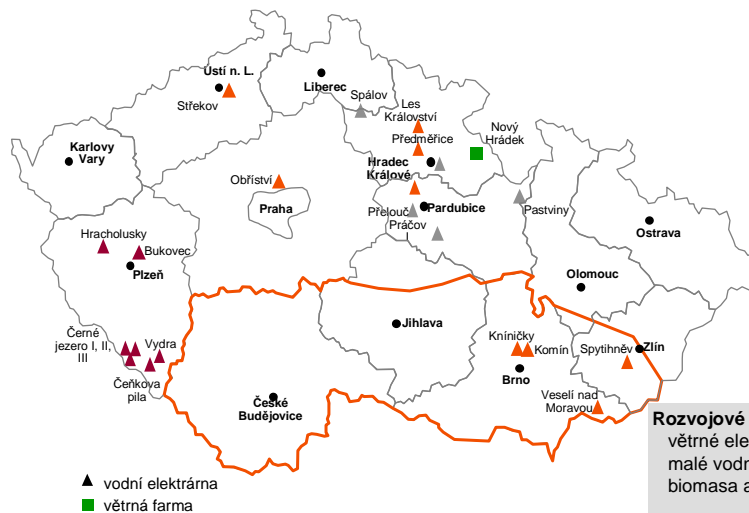 Ústí n. L.
Střekov
Liberec
Spálov
Les
Království
Předměřice
Nový
Hrádek
Karlovy
Vary
Hradec
Králové
Obříství
Praha
Přelouč
Práčov
Pardubice
Pastviny
Ostrava
Hracholusky
Bukovec
Plzeň
Olomouc
Černé
jezero I, II,
III
Vydra
Čeňkova
pila
Jihlava
Kníničky
Komín
Brno
Spytihněv
Zlín
České
Budějovice
Veselí nad
Moravou
Rozvojové
větrné ele
malé vodn
biomasa a
vodní elektrárna
větrná farma